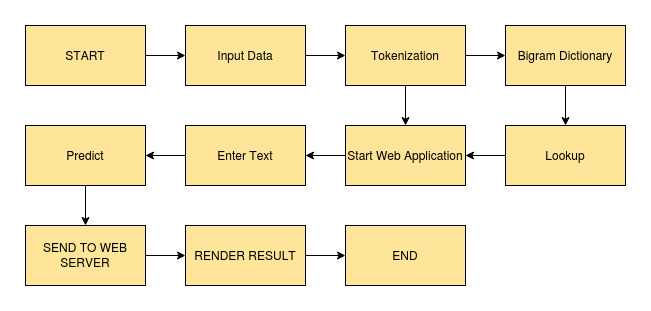 START
Input Data
Tokenization
Bigram Dictionary
Predict
Enter Text
Start Web Application
Lookup
SEND TO WEB
SERVER
RENDER RESULT
END